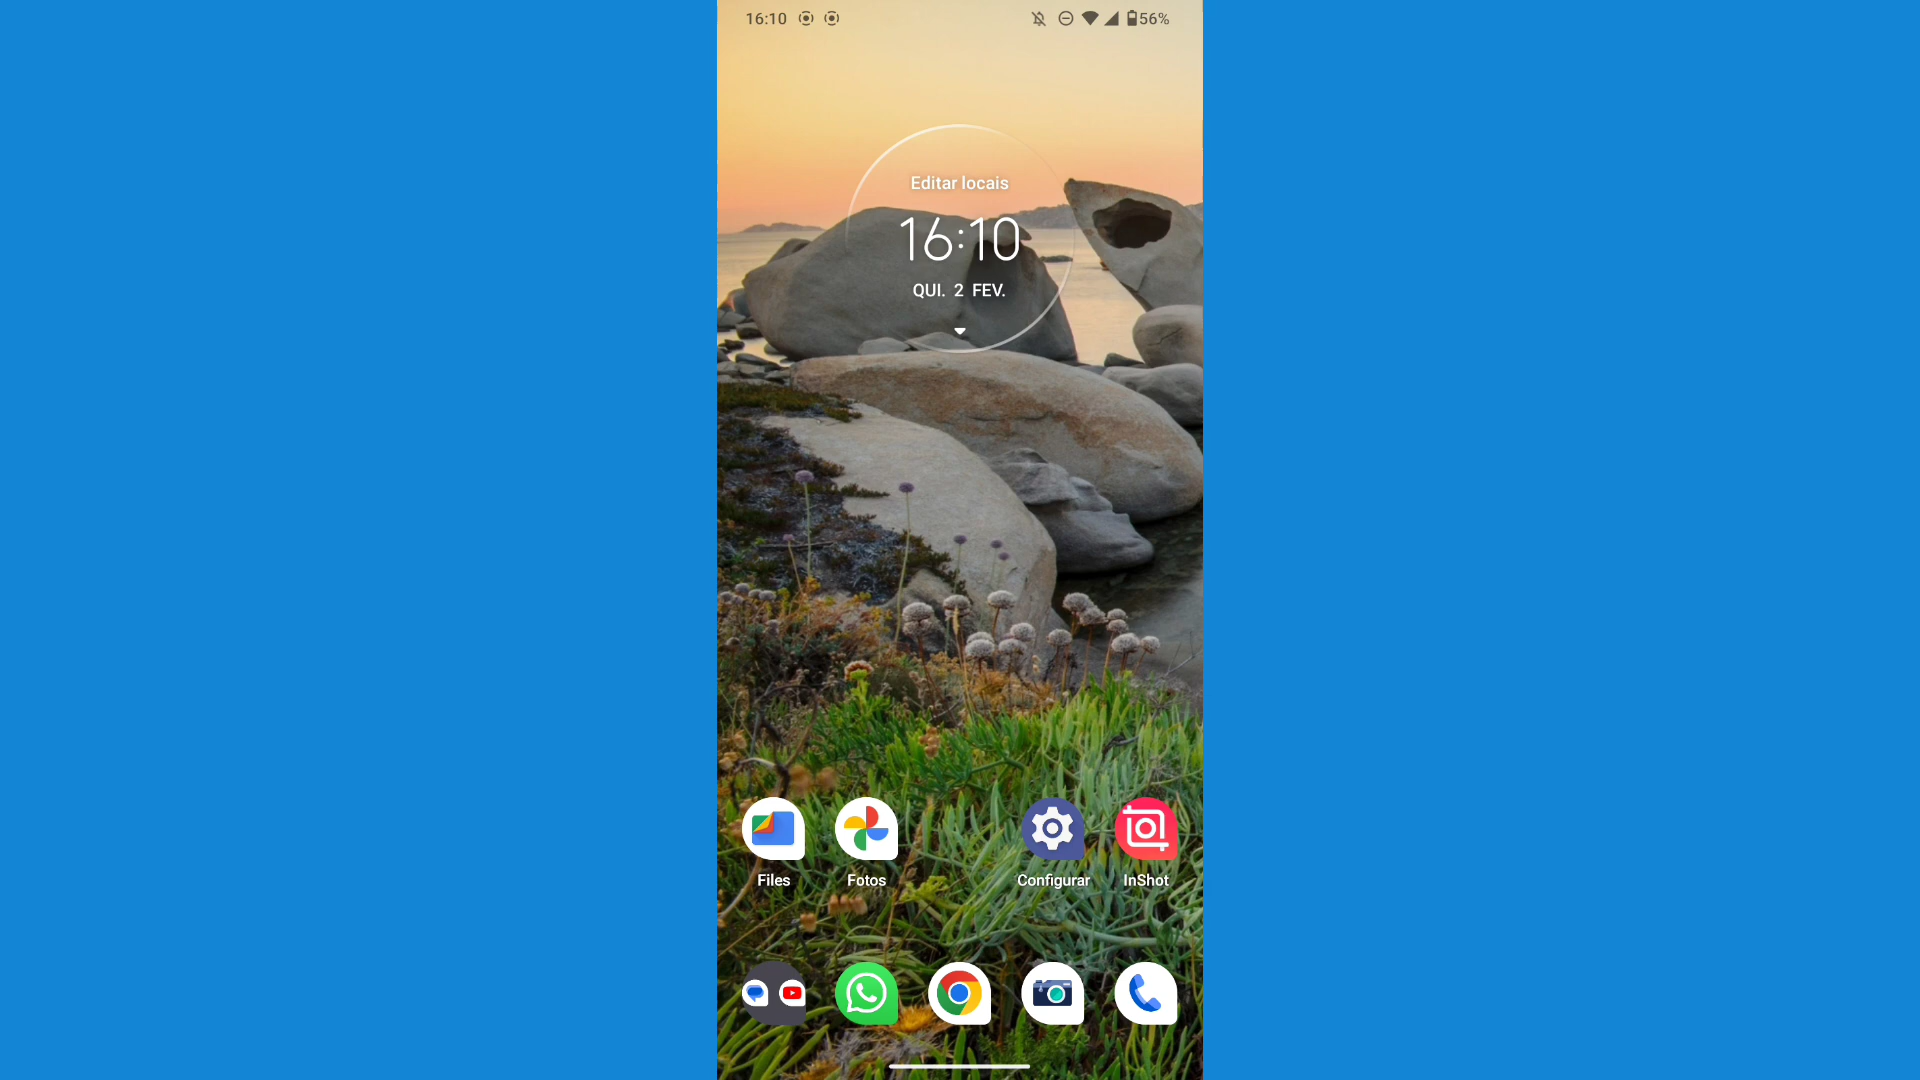 16:10 56%
Editar locais
16:10
QUI. 2 FEV.
Files Fotos Configurar InShot